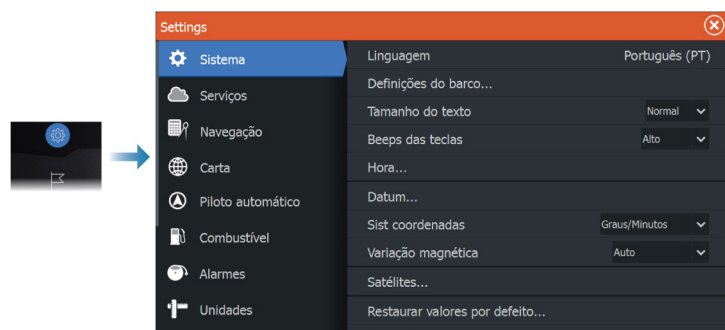 Settings
Sistema
Serviços
Navegação
Carta
Piloto automático
Combustível
Alarmes
Unidades
Linguagem Português (PT)
Definições do barco...
Tamanho do texto Normal
Beeps das teclas Alto
Hora...
Datum...
Sist coordenadas Graus/Minutos
Variação magnética Auto
Satélites...
Restaurar valores por defeito...